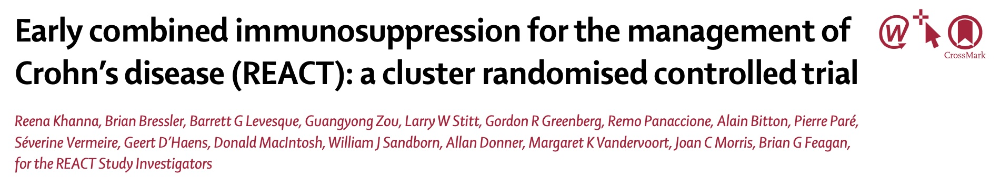 Early combined immunosuppression for the management of
Crohn’s disease (REACT): a cluster randomised controlled trial
W
CrossMark
Reena Khanna, Brian Bressler, Barrett G Levesque, Guangyong Zou, Larry W Stitt, Gordon R Greenberg, Remo Panaccione, Alain Bitton, Pierre Paré,
Séverine Vermeire, Geert D’Haens, Donald MacIntosh, William J Sandborn, Allan Donner, Margaret K Vandervoort, Joan C Morris, Brian G Feagan,
for the REACT Study Investigators